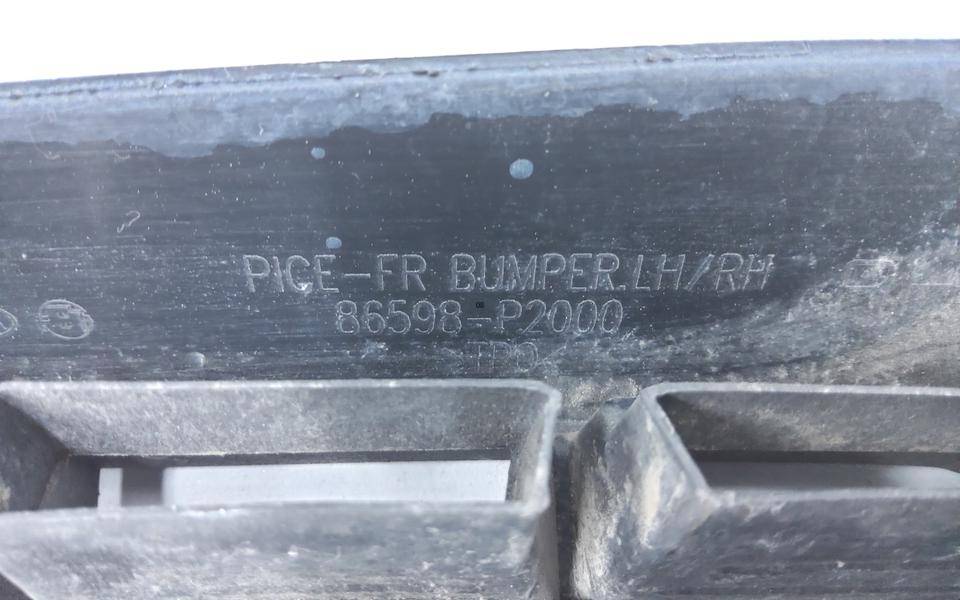 PICE-FR BUMPER.LH/RH
86598-P2000
TPO